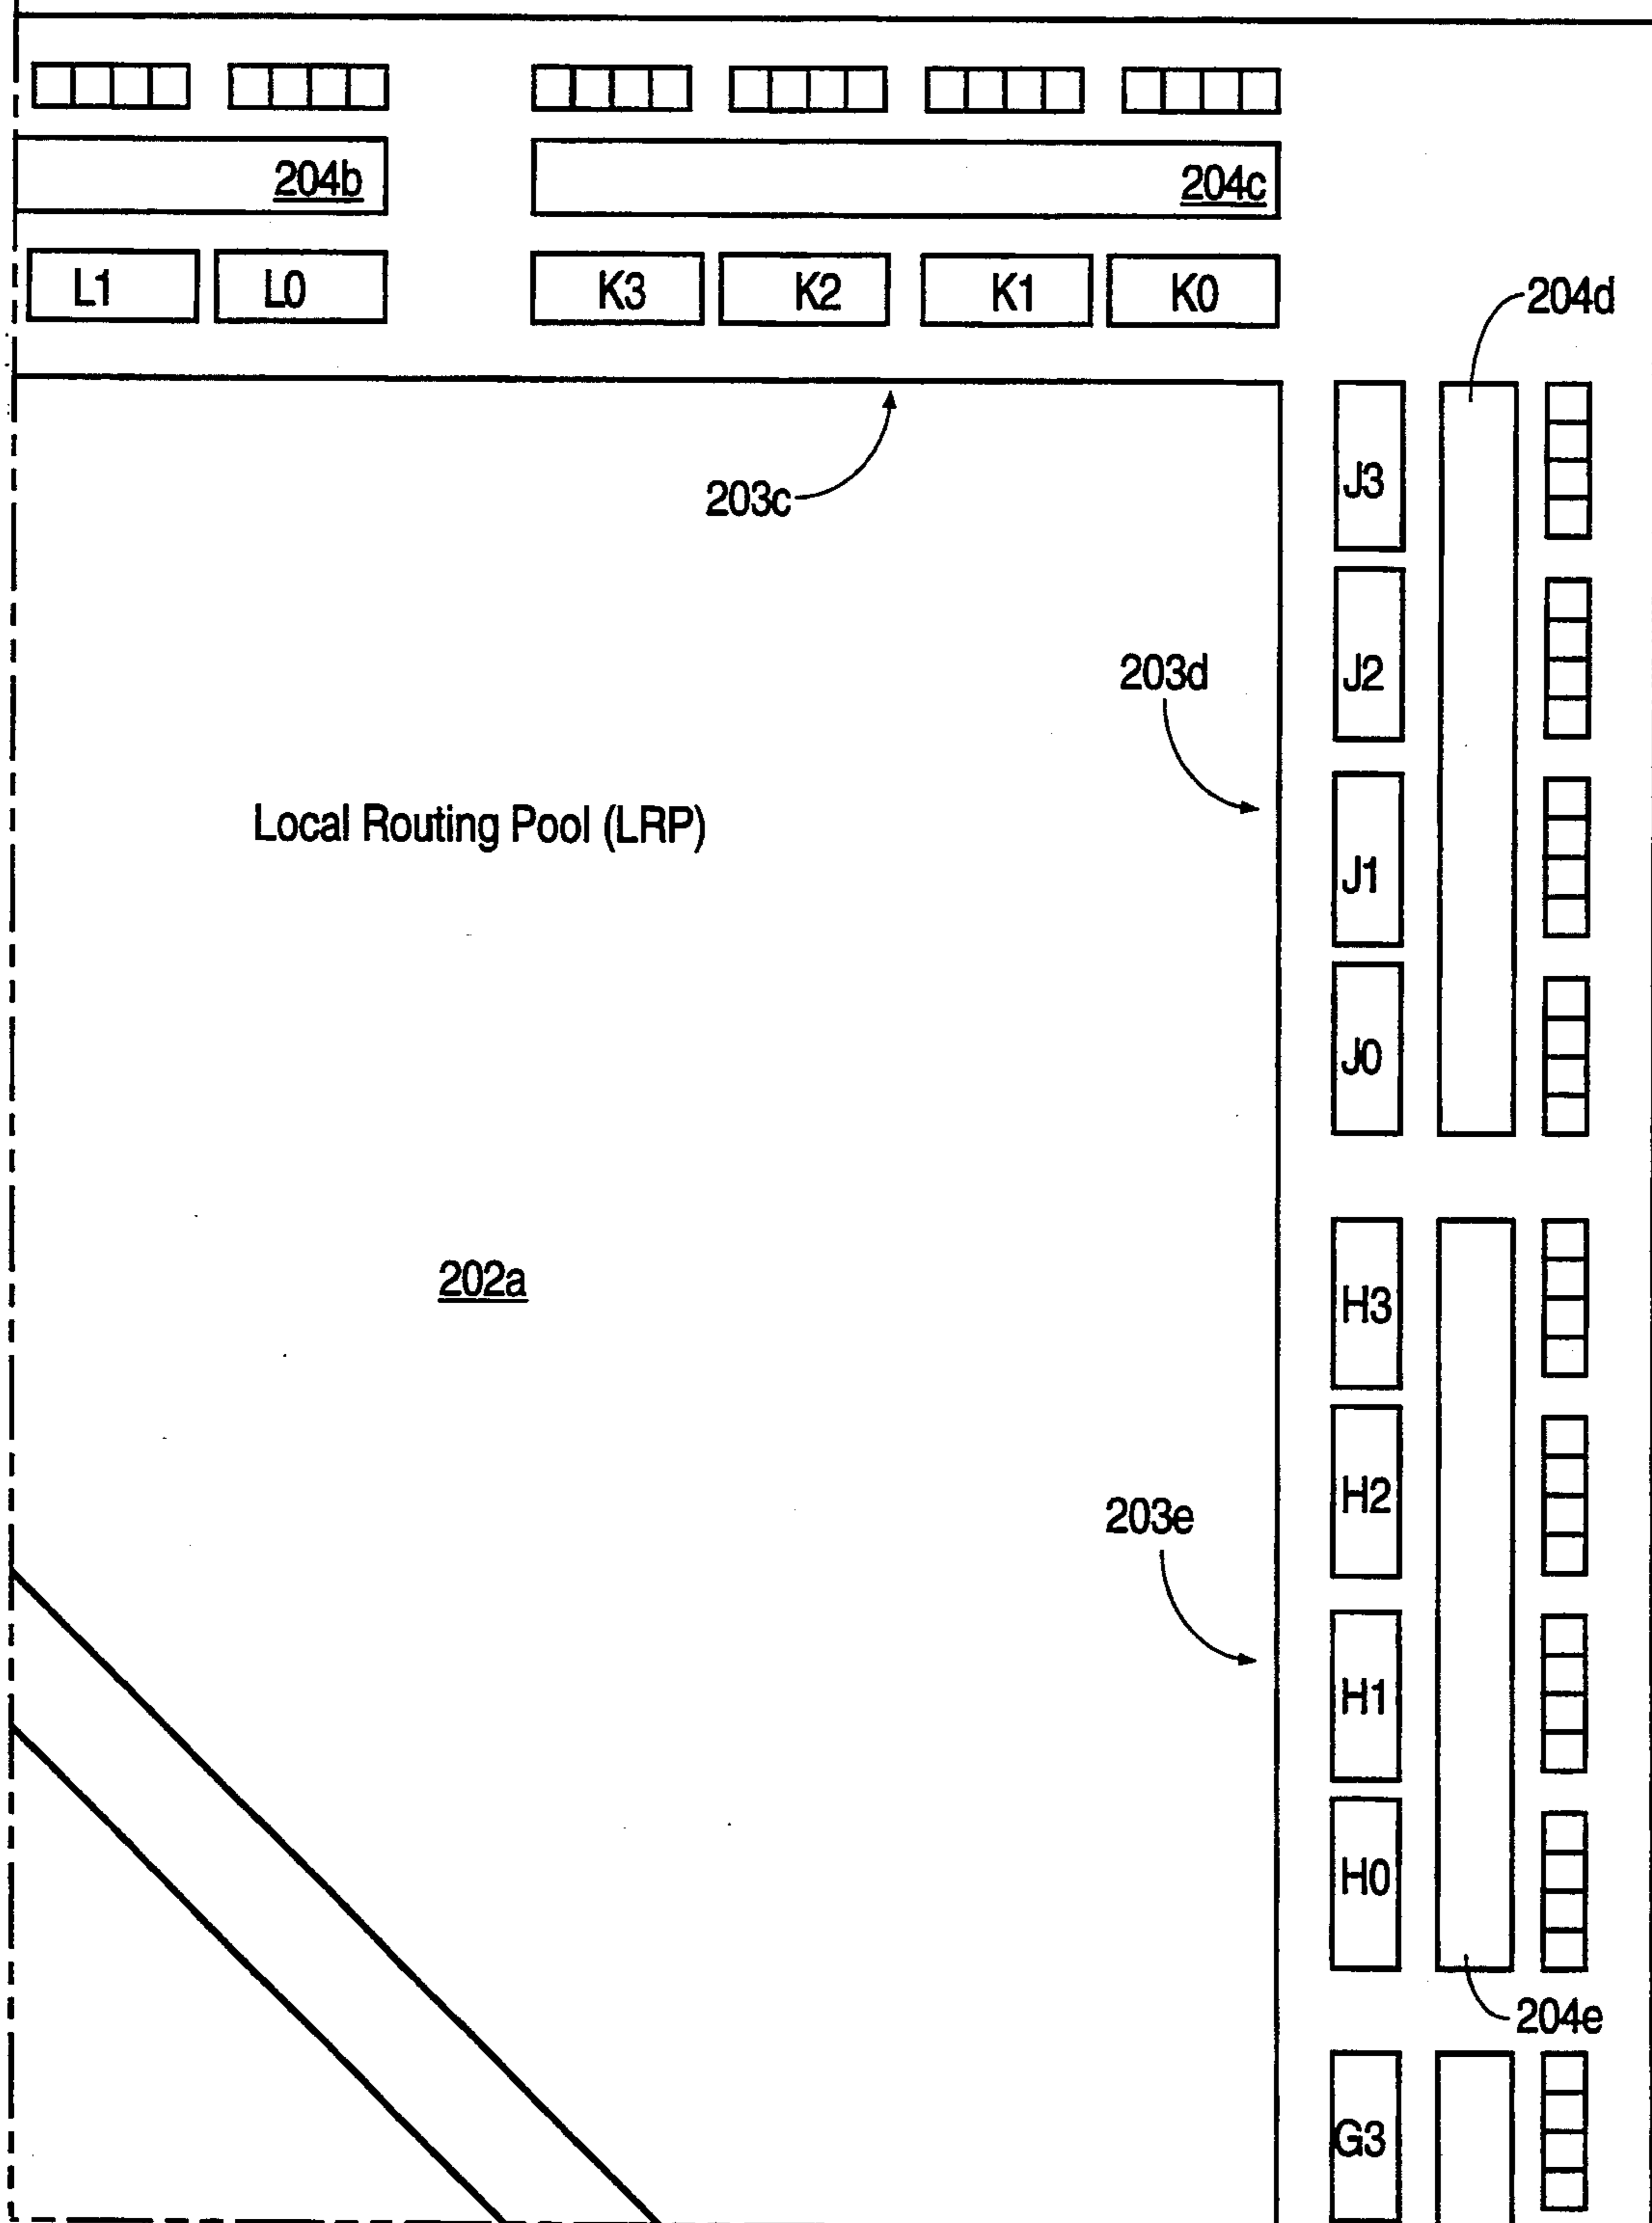 204b
204c
L1
L0
K3
K2
K1
K0
204d
203c
J3
203d
J2
Local Routing Pool (LRP)
J1
J0
202a
H3
H2
203e
H1
H0
204e
G3